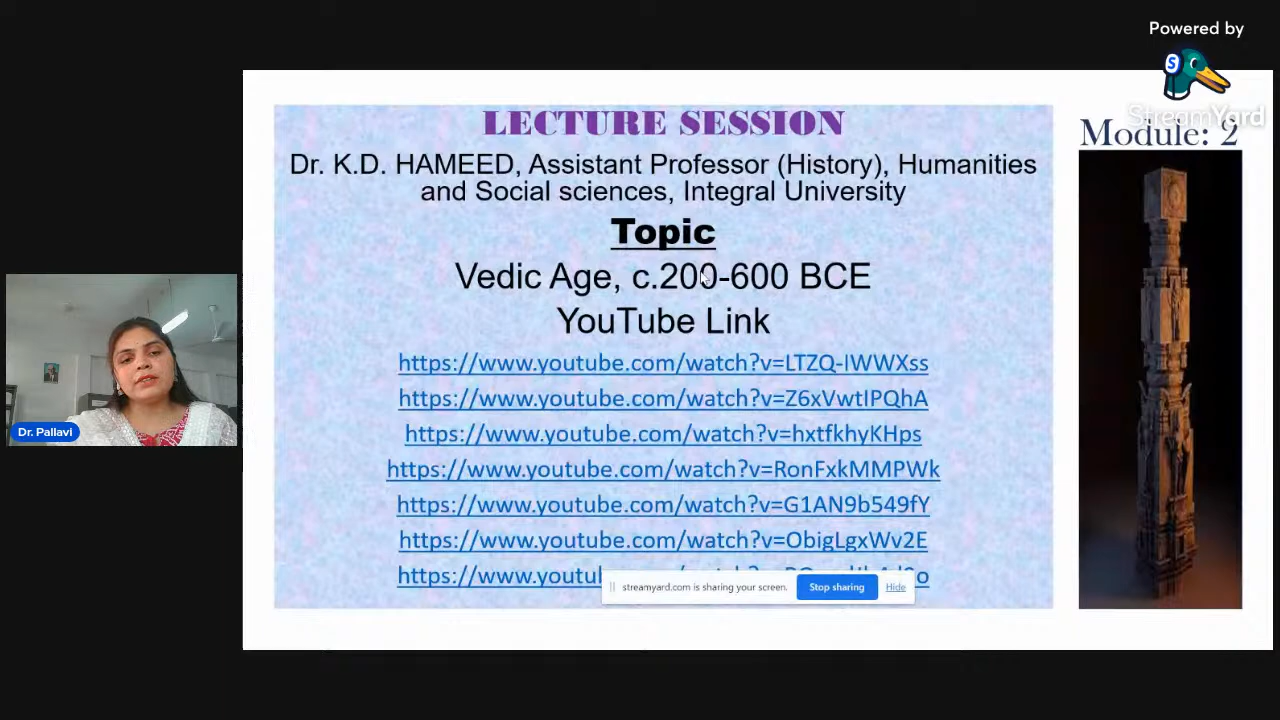 Powered by
StreamYard
LECTURE SESSION
Module: 2
Dr. K.D. HAMEED, Assistant Professor (History), Humanities
and Social sciences, Integral University
Topic
Vedic Age, c.200-600 BCE
YouTube Link
https://www.youtube.com/watch?v=LTZQ-IWWXss
https://www.youtube.com/watch?v=Z6xVwtIPQhA
https://www.youtube.com/watch?v=hxtfkhyKHps
https://www.youtube.com/watch?v=RonFxkMMPWk
https://www.youtube.com/watch?v=G1AN9b549fY
https://www.youtube.com/watch?v=ObigLgxWv2E
streamyard.com is sharing your screen.
Stop sharing
Hide
Dr. Pallavi